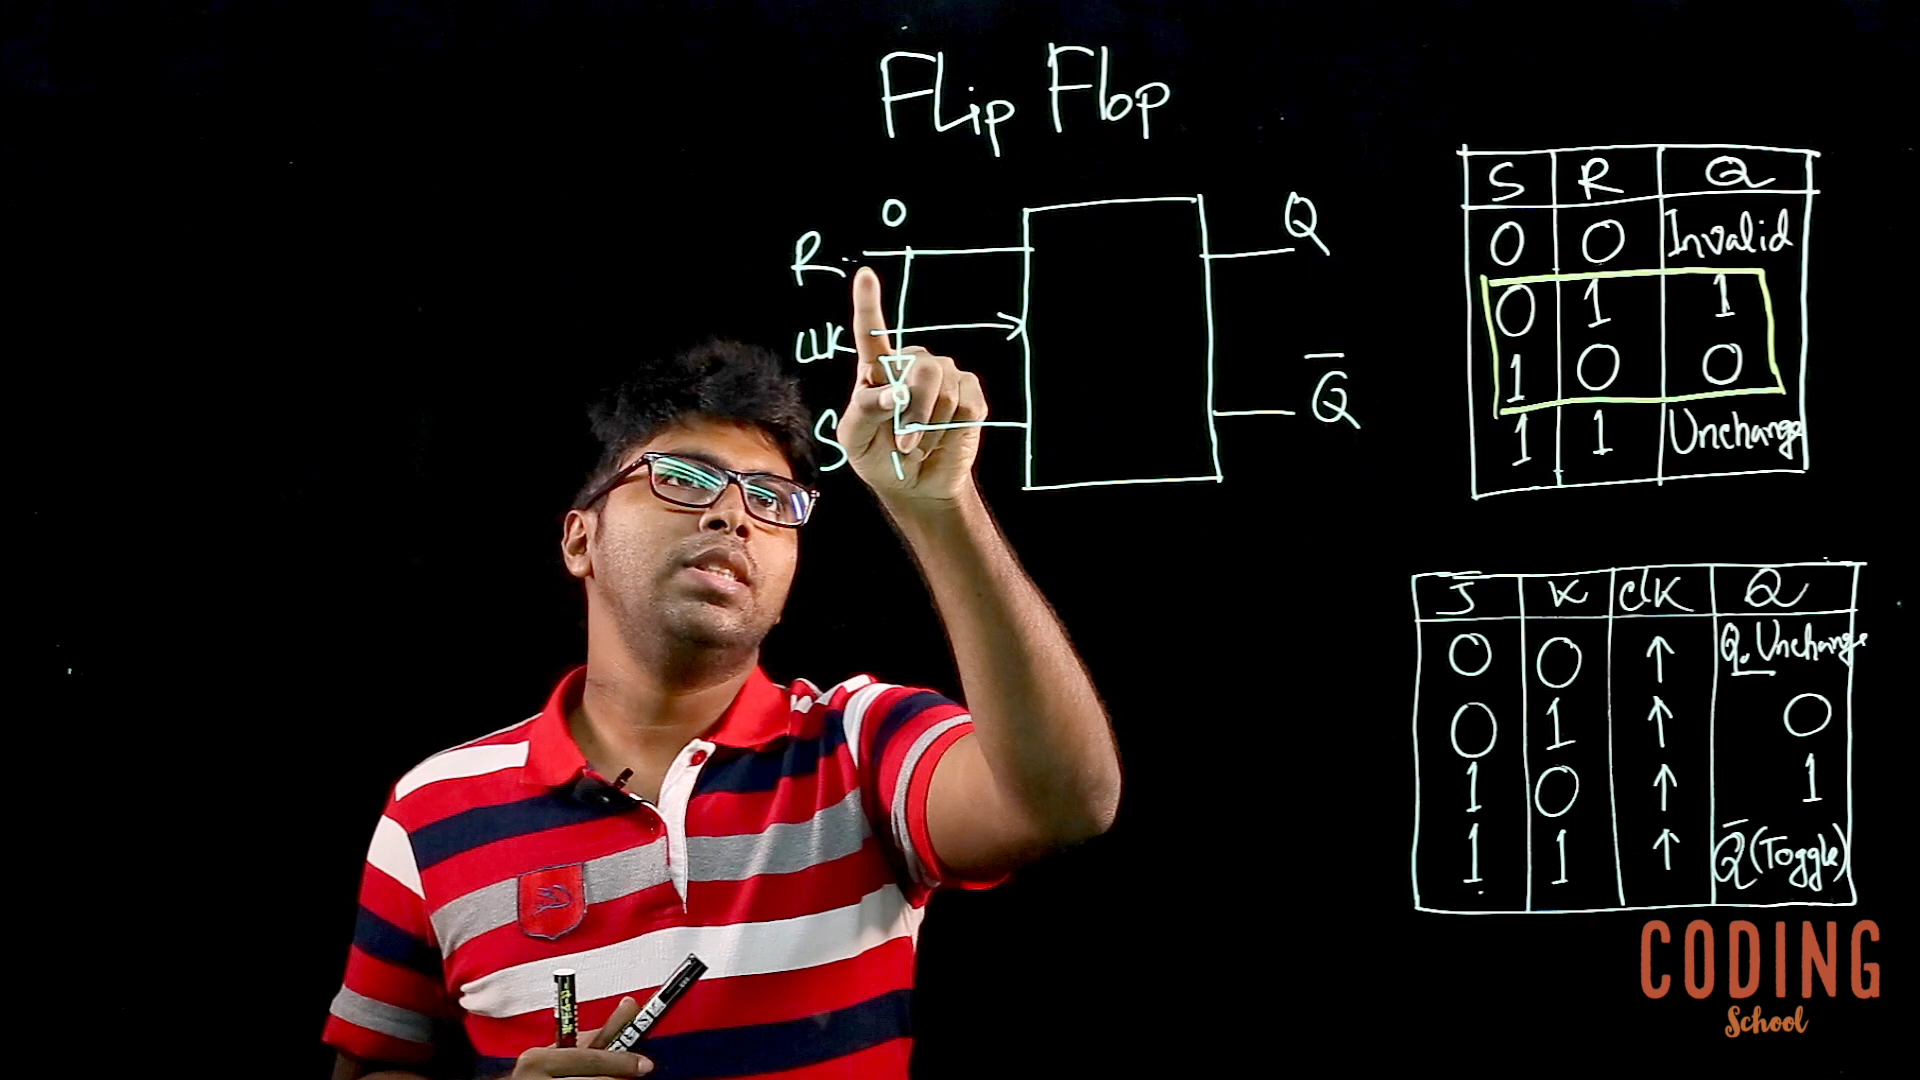 Flip Flop
0
R
Q
CLK
S
Q̅
1
S R Q
0 0 Invalid
0 1 1
1 0 0
1 1 Unchange
J K clK Q
0 0 ↑ Q. Unchange
0 1 ↑ 0
1 0 ↑ 1
1 1 ↑ Q̅ (Toggle)
CODING
School